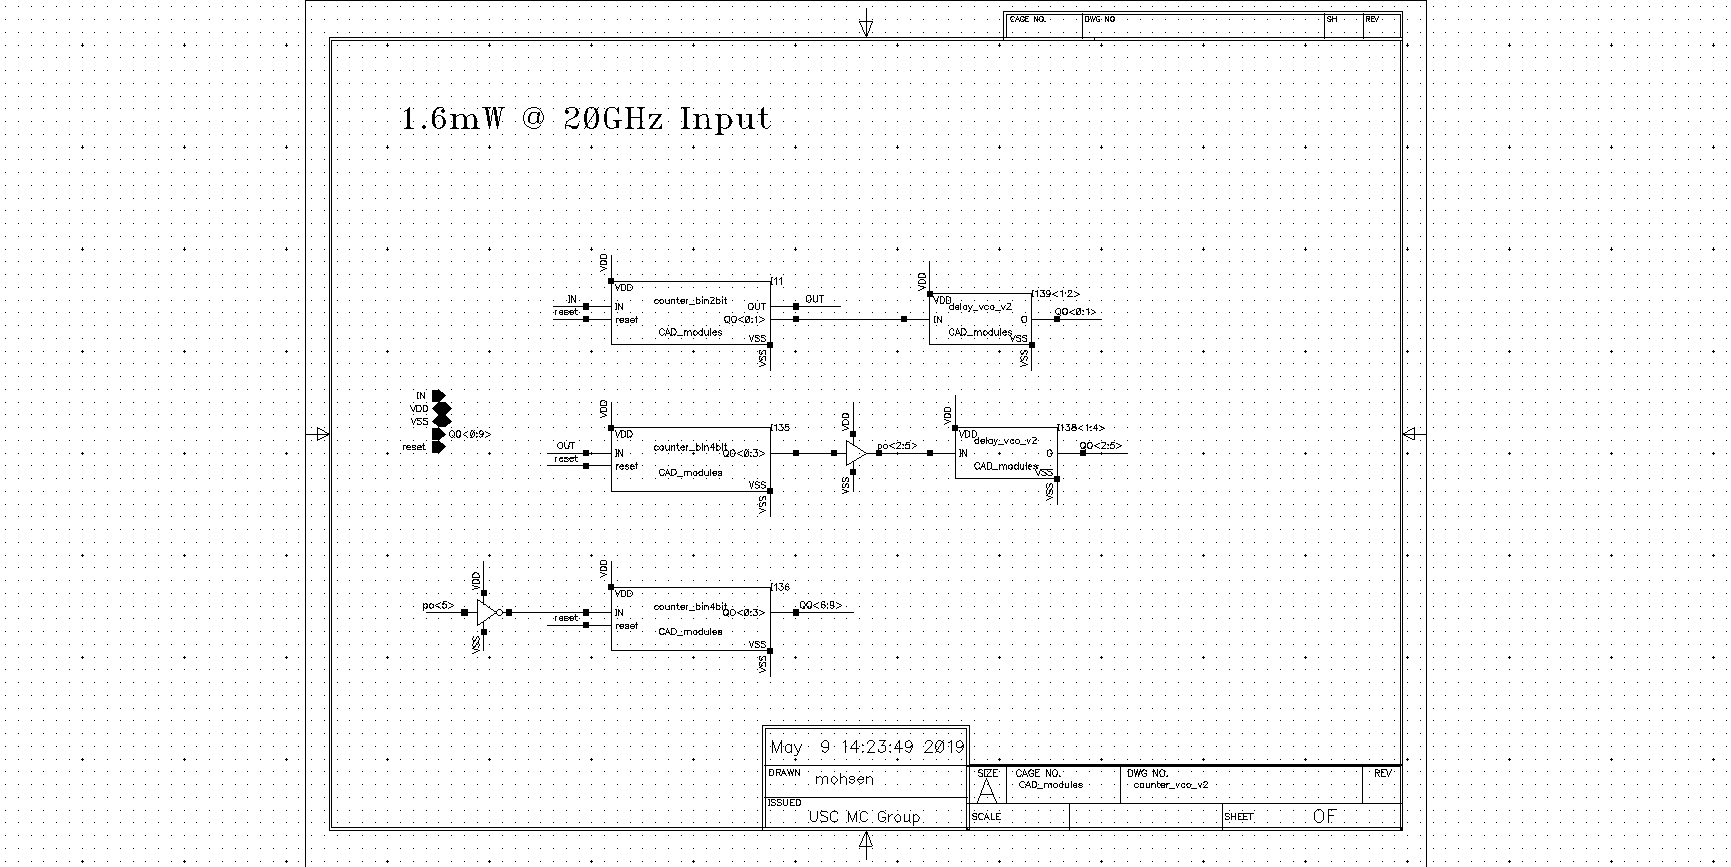 CAGE NO. DWG NO SH REV
1.6mW @ 20GHz Input
VDD
VDD
IN
reset
VDD
IN
reset
counter_bin2bit
CAD_modules
I11
OUT
QO<0:1>
VSS
VSS
OUT
VDD
IN
delay_vco_v2
CAD_modules
I139<1:2>
O
VSS
VSS
QO<0:1>
IN
VDD
VSS
QO<0:9>
reset
VDD
OUT
reset
VDD
IN
reset
counter_bin4bit
CAD_modules
I135
QO<0:3>
VSS
VSS
VDD
VSS
po<2:5>
VDD
VDD
IN
delay_vco_v2
CAD_modules
I138<1:4>
O
VSS
VSS
QO<2:5>
po<5>
VDD
VSS
VDD
reset
VDD
IN
reset
counter_bin4bit
CAD_modules
I136
QO<0:3>
VSS
VSS
QO<6:9>
May 9 14:23:49 2019
DRAWN mohsen
ISSUED
USC MC Group
SIZE
A
CAGE NO.
CAD_modules
DWG NO.
counter_vco_v2
REV
SCALE
SHEET OF